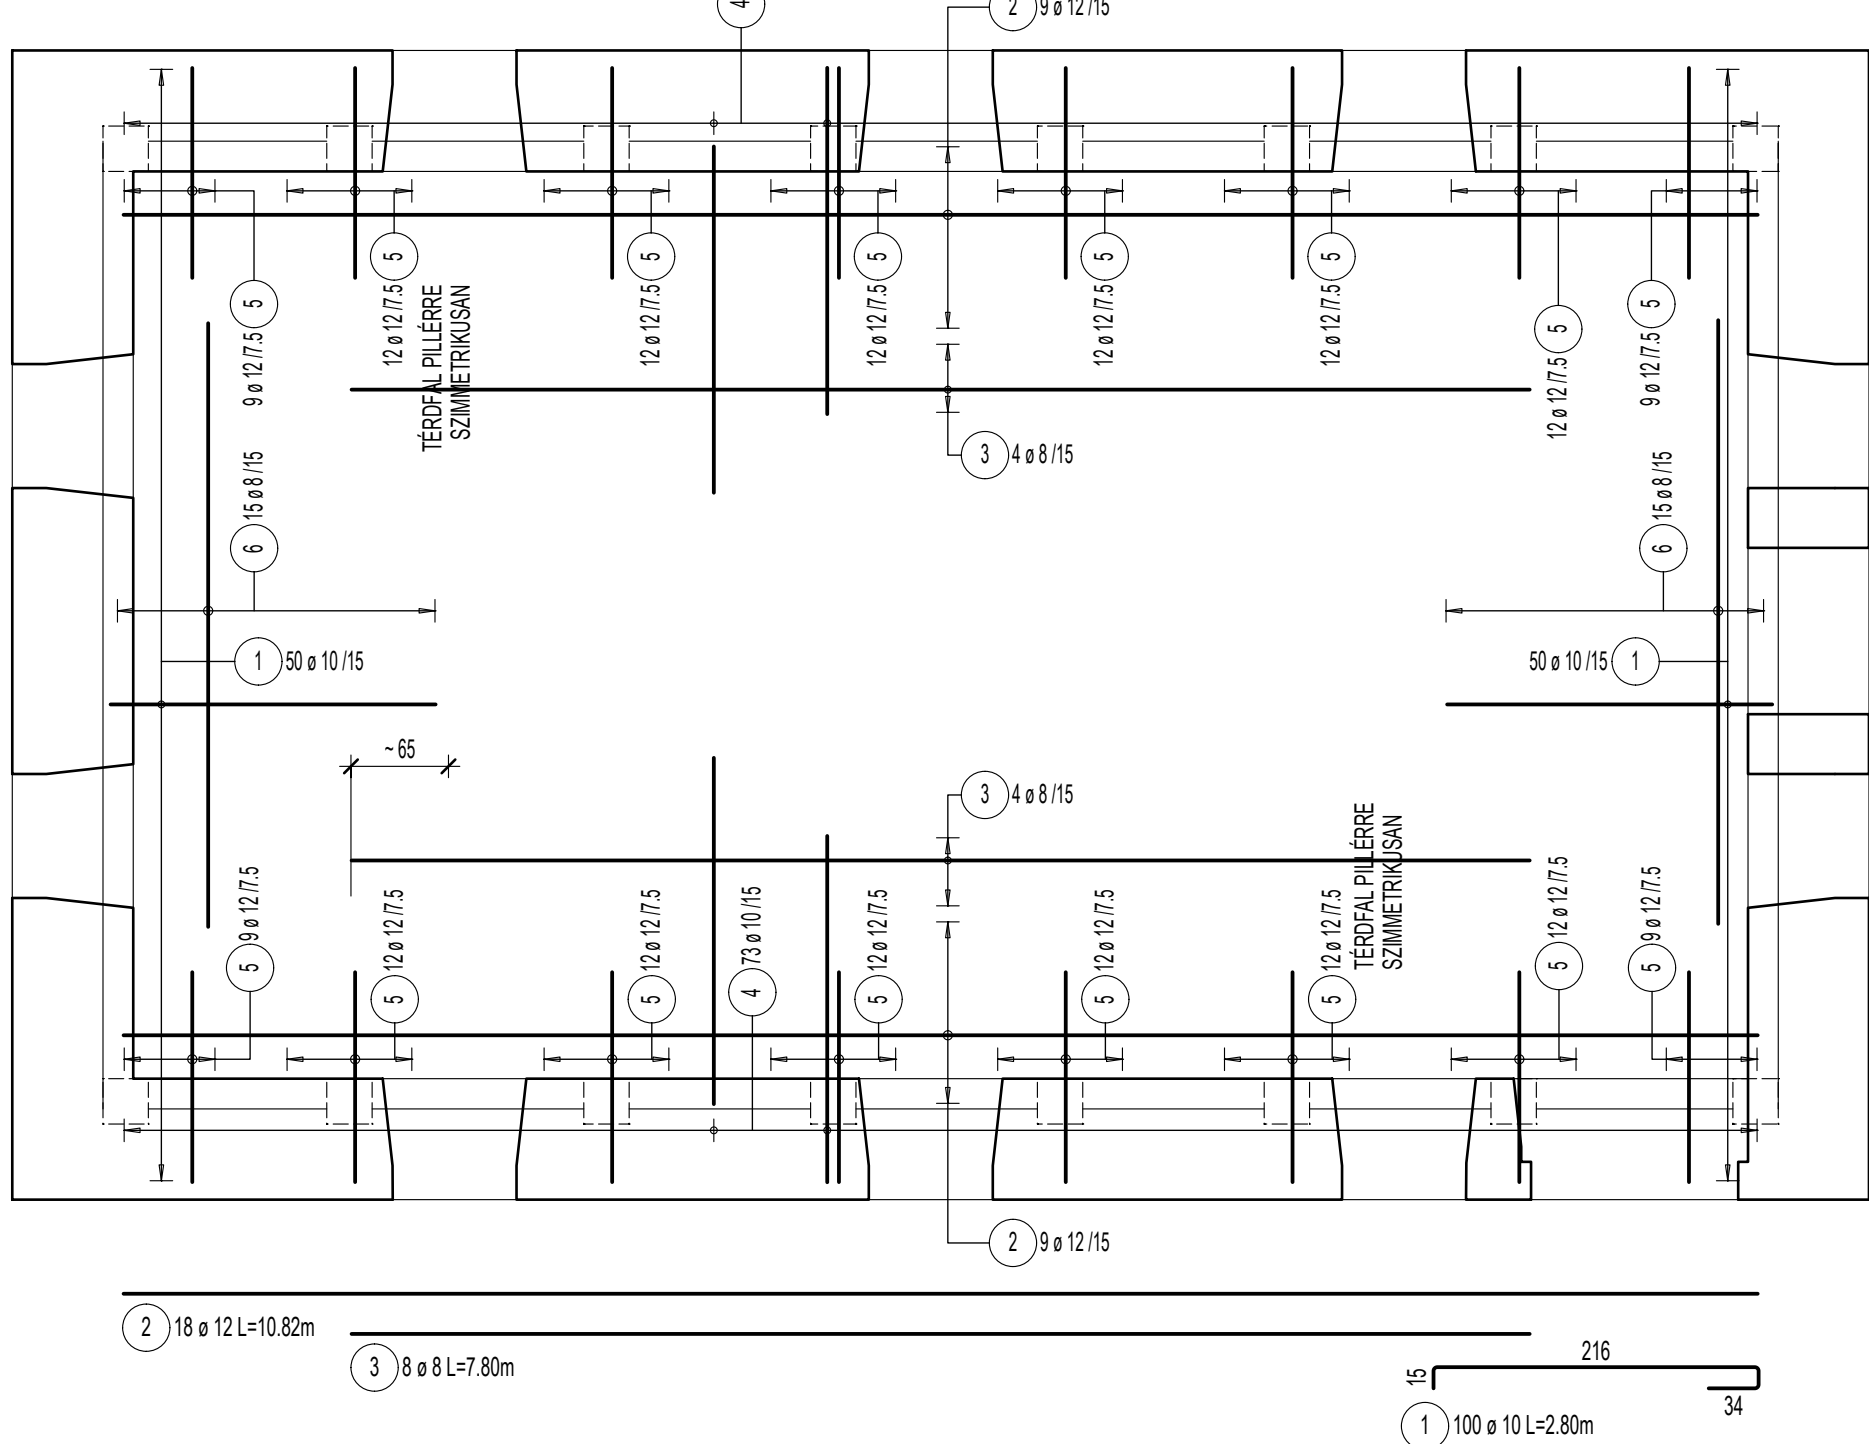 4
2 9 ø 12 /15
5 9 ø 12 /7.5
5 12 ø 12 /7.5
5 12 ø 12 /7.5
5 12 ø 12 /7.5
5 12 ø 12 /7.5
5 12 ø 12 /7.5
5 12 ø 12 /7.5
5 9 ø 12 /7.5
TÉRDFAL PILLÉRRE
SZIMMETRIKUSAN
3 4 ø 8 /15
6 15 ø 8 /15
6 15 ø 8 /15
1 50 ø 10 /15
50 ø 10 /15 1
~ 65
3 4 ø 8 /15
TÉRDFAL PILLÉRRE
SZIMMETRIKUSAN
5 9 ø 12 /7.5
5 12 ø 12 /7.5
5 12 ø 12 /7.5
4 73 ø 10 /15
5 12 ø 12 /7.5
5 12 ø 12 /7.5
5 12 ø 12 /7.5
5 12 ø 12 /7.5
5 9 ø 12 /7.5
2 9 ø 12 /15
2 18 ø 12 L=10.82m
3 8 ø 8 L=7.80m
216
15
34
1 100 ø 10 L=2.80m